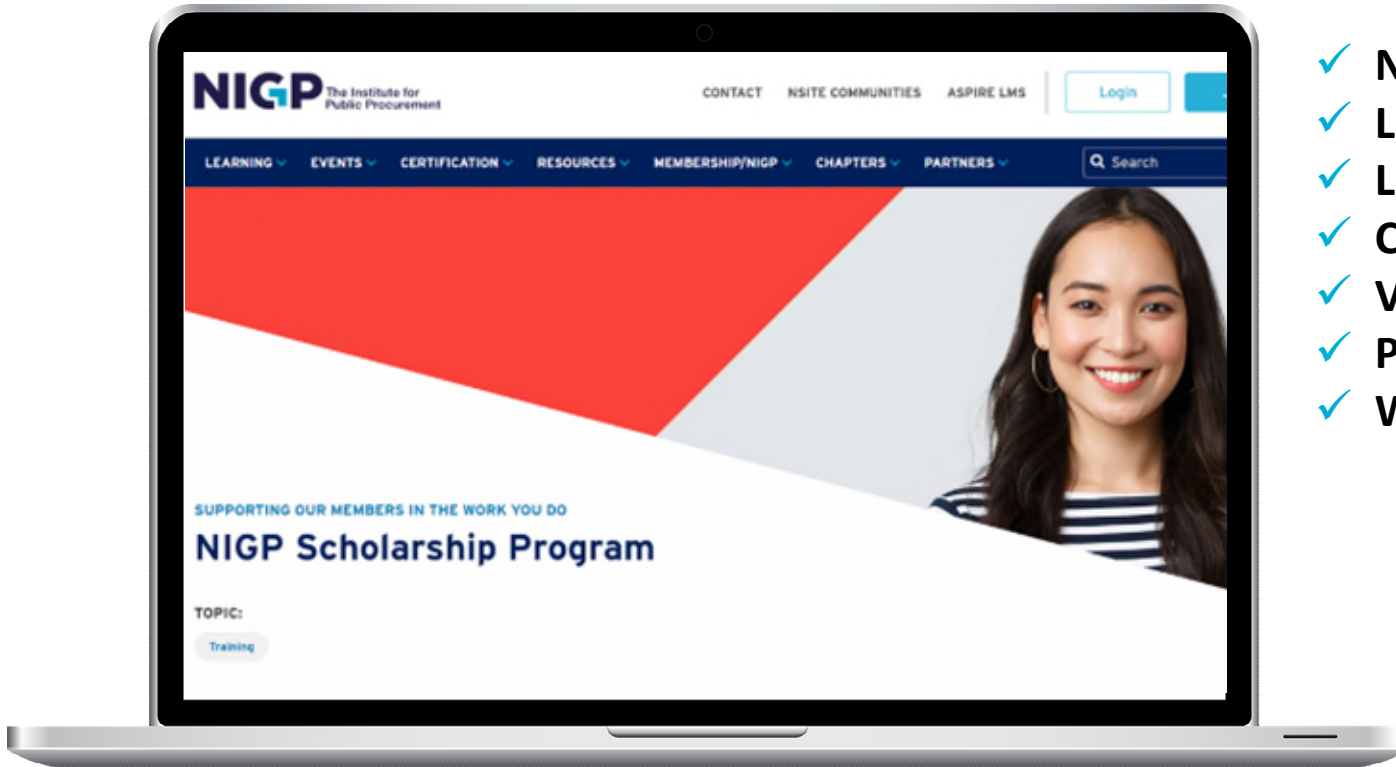 NIGP The Institute for
Public Procurement
CONTACT NSITE COMMUNITIES ASPIRE LMS Login
LEARNING EVENTS CERTIFICATION RESOURCES MEMBERSHIP/NIGP CHAPTERS PARTNERS Search
SUPPORTING OUR MEMBERS IN THE WORK YOU DO
NIGP Scholarship Program
TOPIC:
Training